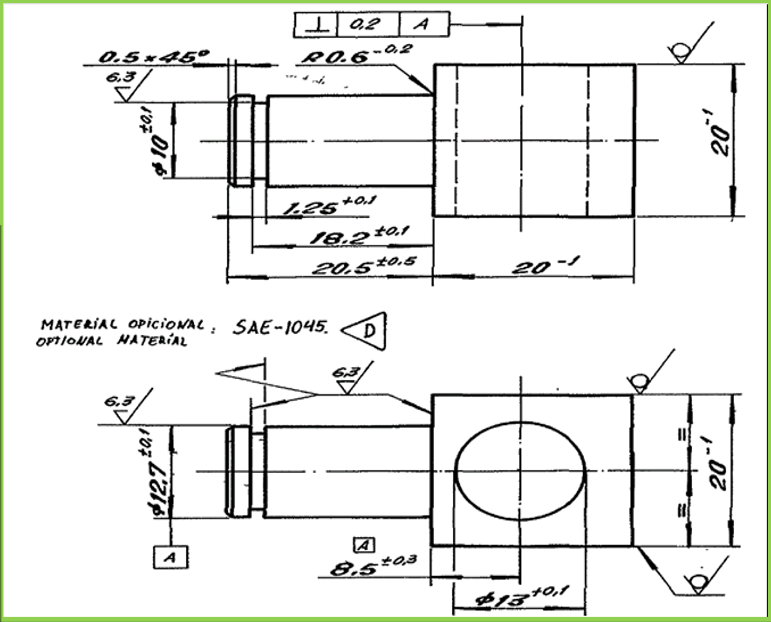 ⊥ 0.2 A
0.5×45°
R0.6 -0.2
6.3
ϕ10 ±0,1
20 -1
1.25 +0,1
18.2 ±0,1
20.5 ±0,5
20 -1
MATERIAL OPICIONAL: SAE-1045. D
OPTIONAL MATERIAL
6.3
6.3
ϕ12.7 ±0,1
=
=
20 -1
A
A
8.5 ±0,3
ϕ13 +0,1